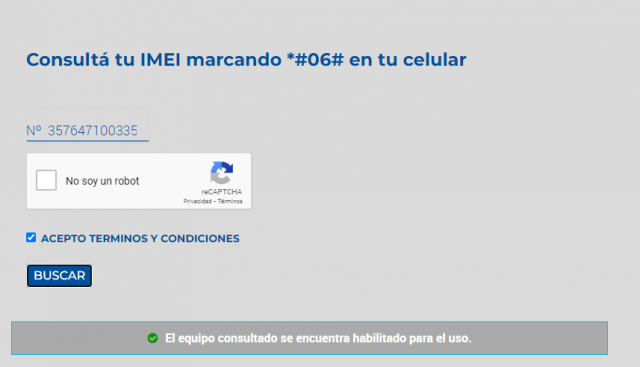 Consultá tu IMEI marcando *#06# en tu celular
Nº 357647100335
No soy un robot
reCAPTCHA
Privacidad - Términos
ACEPTO TERMINOS Y CONDICIONES
BUSCAR
El equipo consultado se encuentra habilitado para el uso.